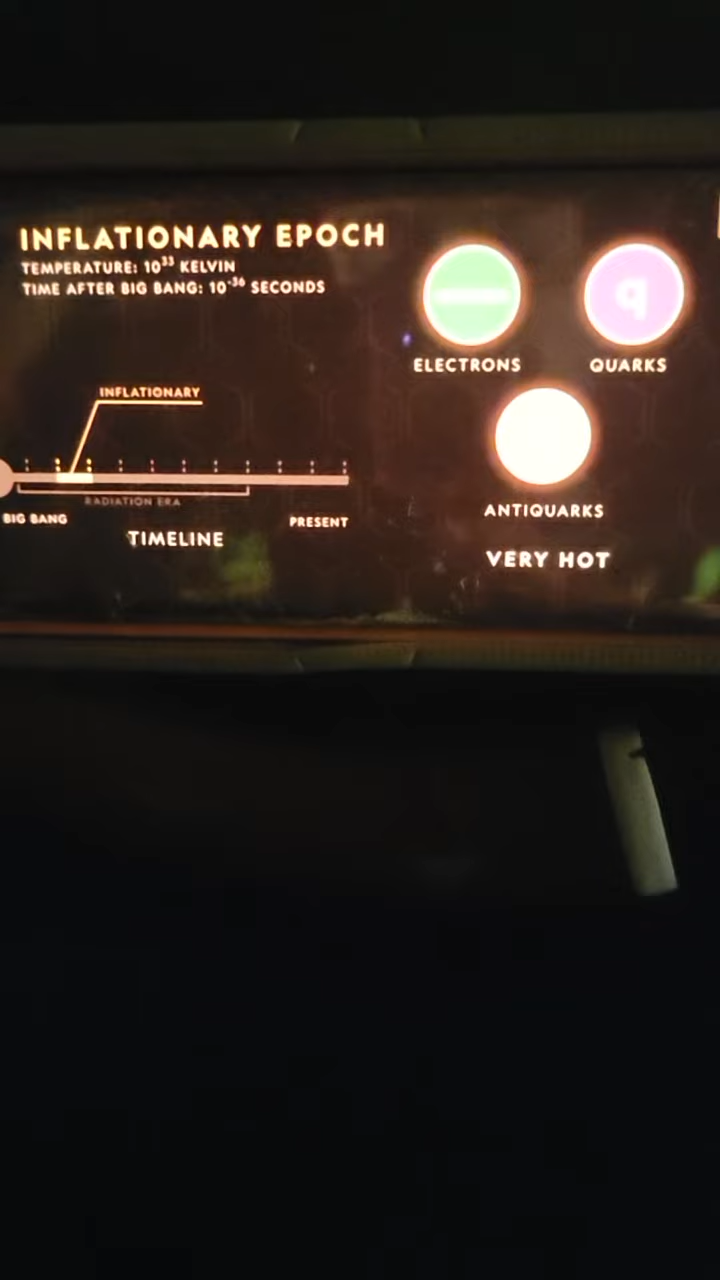 INFLATIONARY EPOCH
TEMPERATURE: 10³³ KELVIN
TIME AFTER BIG BANG: 10⁻³⁶ SECONDS
INFLATIONARY
RADIATION ERA
BIG BANG
PRESENT
TIMELINE
q
ELECTRONS
QUARKS
ANTIQUARKS
VERY HOT